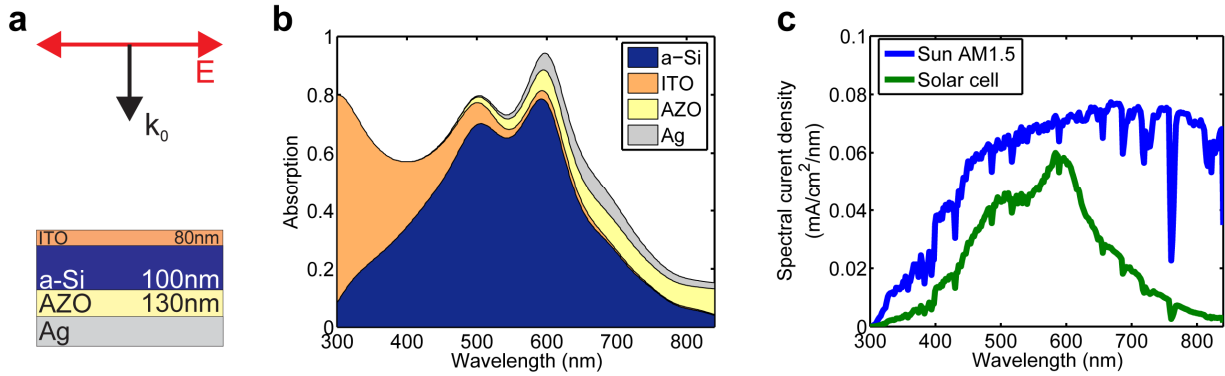 a
E
k₀
ITO 80nm
a-Si 100nm
AZO 130nm
Ag
b
1
0.8
0.6
0.4
0.2
0
Absorption
a-Si
ITO
AZO
Ag
300 400 500 600 700 800
Wavelength (nm)
c
0.1
0.08
0.06
0.04
0.02
0
Spectral curent density
(mA/cm²/nm)
Sun AM1.5
Solar cell
300 400 500 600 700 800
Wavelength (nm)